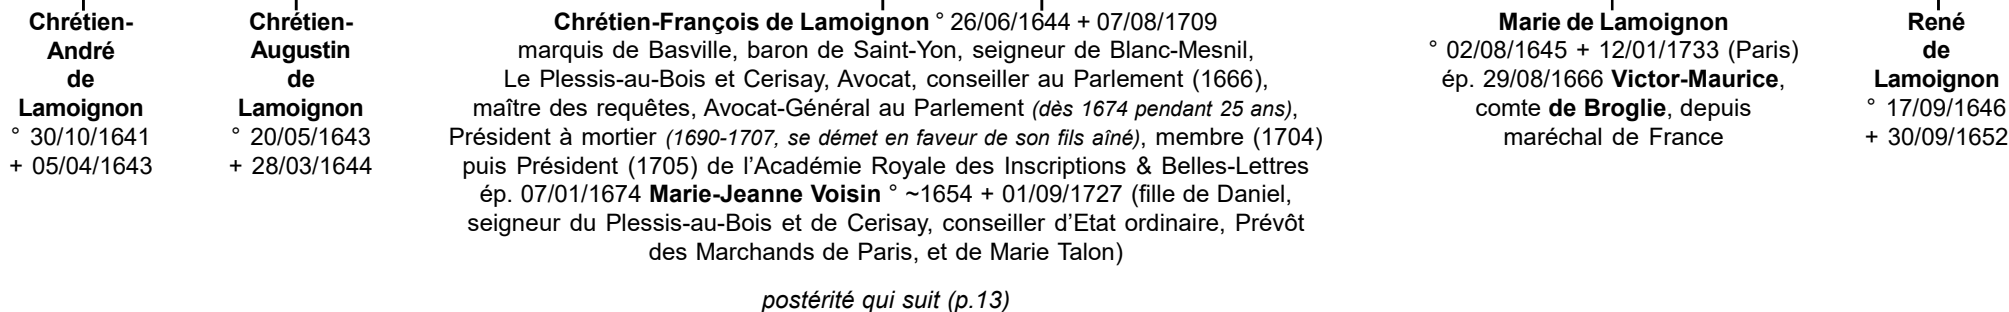 Chrétien-
André
de
Lamoignon
° 30/10/1641
+ 05/04/1643
Chrétien-
Augustin
de
Lamoignon
° 20/05/1643
+ 28/03/1644
Chrétien-François de Lamoignon ° 26/06/1644 + 07/08/1709
marquis de Basville, baron de Saint-Yon, seigneur de Blanc-Mesnil,
Le Plessis-au-Bois et Cerisay, Avocat, conseiller au Parlement (1666),
maître des requêtes, Avocat-Général au Parlement (dès 1674 pendant 25 ans),
Président à mortier (1690-1707, se démet en faveur de son fils aîné), membre (1704)
puis Président (1705) de l'Académie Royale des Inscriptions & Belles-Lettres
ép. 07/01/1674 Marie-Jeanne Voisin ° ~1654 + 01/09/1727 (fille de Daniel,
seigneur du Plessis-au-Bois et de Cerisay, conseiller d'Etat ordinaire, Prévôt
des Marchands de Paris, et de Marie Talon)
postérité qui suit (p.13)
Marie de Lamoignon
° 02/08/1645 + 12/01/1733 (Paris)
ép. 29/08/1666 Victor-Maurice,
comte de Broglie, depuis
maréchal de France
René
de
Lamoignon
° 17/09/1646
+ 30/09/1652